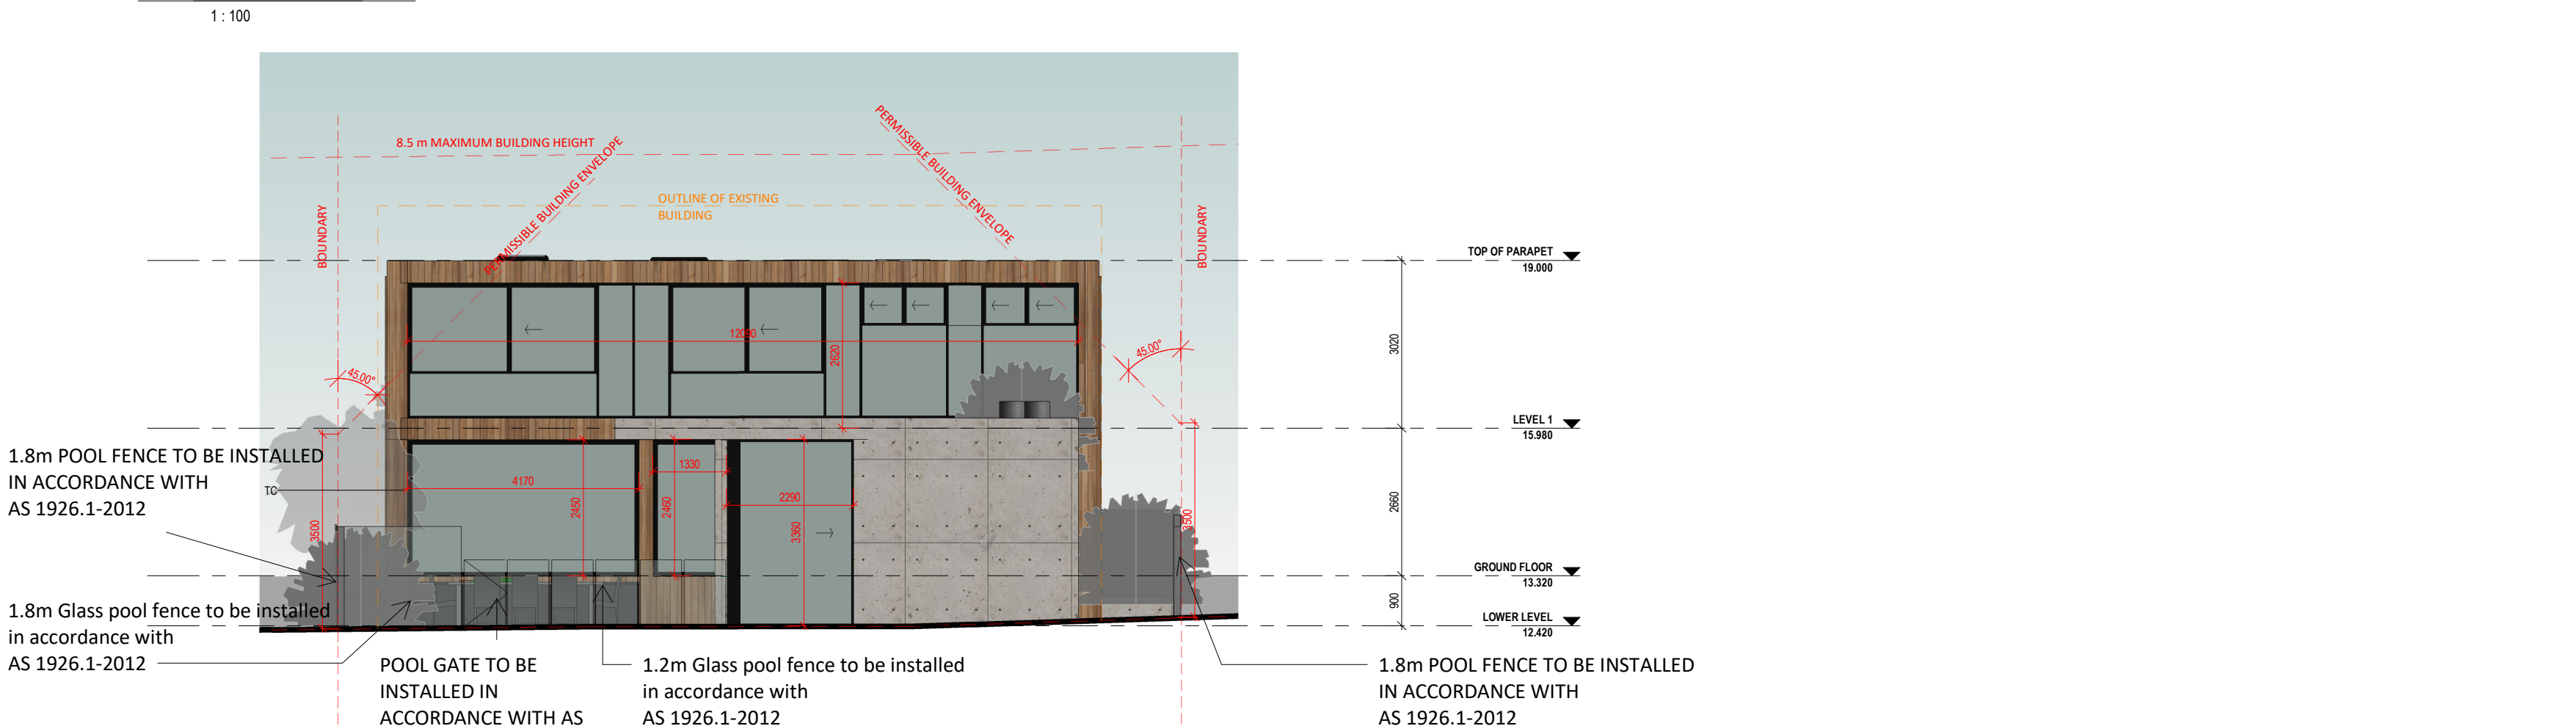 1 : 100
8.5 m MAXIMUM BUILDING HEIGHT
PERMISSIBLE BUILDING ENVELOPE
PERMISSIBLE BUILDING ENVELOPE
OUTLINE OF EXISTING
BUILDING
BOUNDARY
BOUNDARY
TOP OF PARAPET
19.000
12090
2620
3020
45.00°
45.00°
LEVEL 1
15.980
1.8m POOL FENCE TO BE INSTALLED
IN ACCORDANCE WITH
AS 1926.1-2012
TC
4170
1330
2450
2460
2290
3360
3500
3500
2660
GROUND FLOOR
13.320
900
LOWER LEVEL
12.420
1.8m Glass pool fence to be installed
in accordance with
AS 1926.1-2012
POOL GATE TO BE
INSTALLED IN
ACCORDANCE WITH AS
1.2m Glass pool fence to be installed
in accordance with
AS 1926.1-2012
1.8m POOL FENCE TO BE INSTALLED
IN ACCORDANCE WITH
AS 1926.1-2012